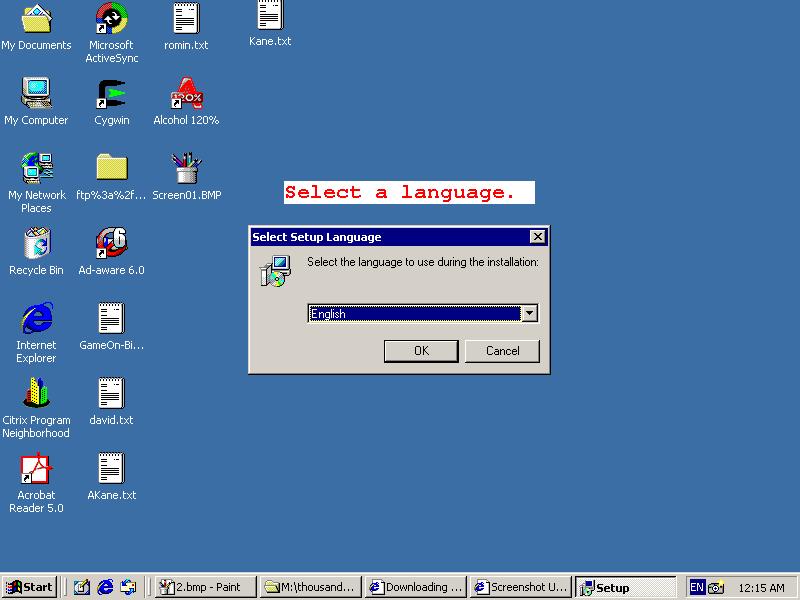 My Documents
Microsoft
ActiveSync
romin.txt
Kane.txt
My Computer
Cygwin
120%
Alcohol 120%
My Network
Places
ftp%3a%2f...
Screen01.BMP
Select a language.
Recycle Bin
Ad-aware 6.0
Select Setup Language
Select the language to use during the installation:
English
OK
Cancel
Internet
Explorer
GameOn-Bi...
Citrix Program
Neighborhood
david.txt
Acrobat
Reader 5.0
AKane.txt
Start
2.bmp - Paint
M:\thousand...
Downloading ...
Screenshot U...
Setup
EN
12:15 AM